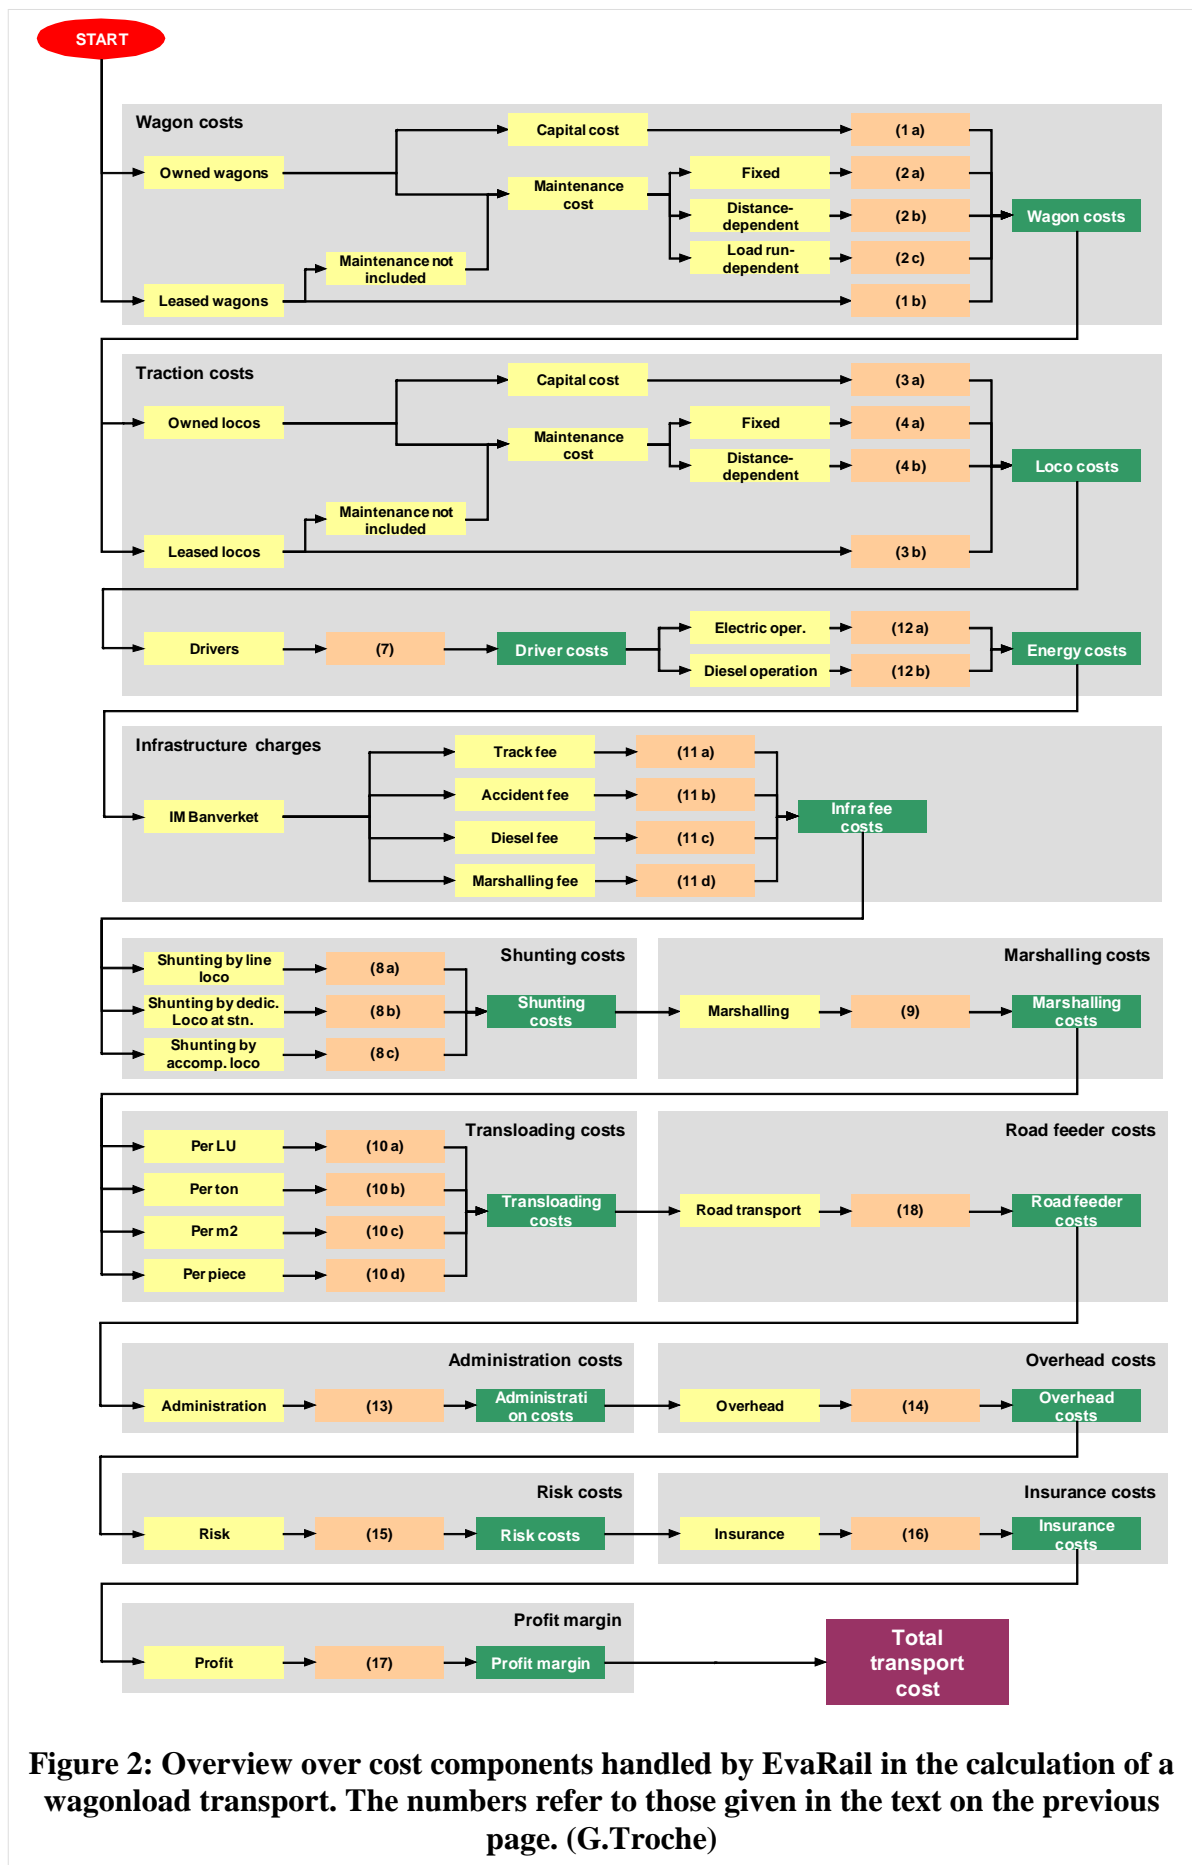 START
Wagon costs
Capital cost
(1 a)
Owned wagons
Maintenance
cost
Fixed
(2 a)
Distance-
dependent
(2 b)
Wagon costs
Load run-
dependent
(2 c)
Maintenance not
included
Leased wagons
(1 b)
Traction costs
Capital cost
(3 a)
Owned locos
Maintenance
cost
Fixed
(4 a)
Distance-
dependent
(4 b)
Loco costs
Maintenance not
included
Leased locos
(3 b)
Drivers
(7)
Driver costs
Electric oper.
(12 a)
Diesel operation
(12 b)
Energy costs
Infrastructure charges
Track fee
(11 a)
Accident fee
(11 b)
IM Banverket
Infra fee
costs
Diesel fee
(11 c)
Marshalling fee
(11 d)
Shunting costs
Marshalling costs
Shunting by line
loco
(8 a)
Shunting by dedic.
Loco at stn.
(8 b)
Shunting
costs
Marshalling
(9)
Marshalling
costs
Shunting by
accomp. loco
(8 c)
Transloading costs
Road feeder costs
Per LU
(10 a)
Per ton
(10 b)
Transloading
costs
Road transport
(18)
Road feeder
costs
Per m2
(10 c)
Per piece
(10 d)
Administration costs
Overhead costs
Administration
(13)
Administrati
on costs
Overhead
(14)
Overhead
costs
Risk costs
Insurance costs
Risk
(15)
Risk costs
Insurance
(16)
Insurance
costs
Profit margin
Profit
(17)
Profit margin
Total
transport
cost
Figure 2: Overview over cost components handled by EvaRail in the calculation of a
wagonload transport. The numbers refer to those given in the text on the previous
page. (G.Troche)